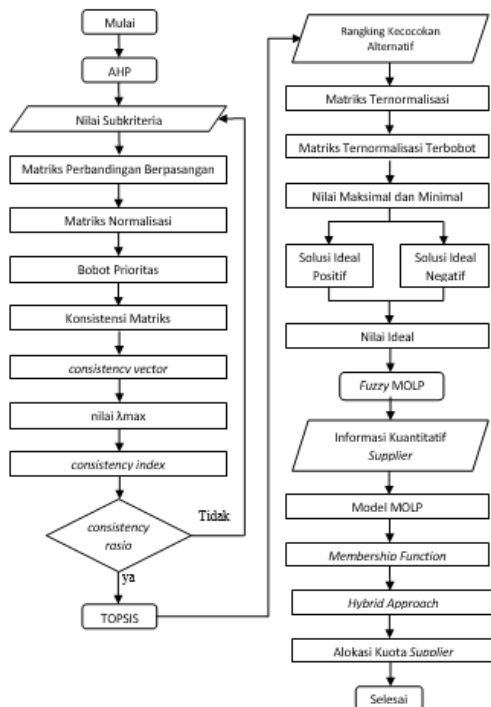 Mulai
AHP
Nilai Subkriteria
Matriks Perbandingan Berpasangan
Matriks Normalisasi
Bobot Prioritas
Konsistensi Matriks
consistency vector
nilai λmax
consistency index
consistency
rasio
Tidak
ya
TOPSIS
Rangking Kecocokan
Alternatif
Matriks Ternormalisasi
Matriks Ternormalisasi Terbobot
Nilai Maksimal dan Minimal
Solusi Ideal
Positif
Solusi Ideal
Negatif
Nilai Ideal
Fuzzy MOLP
Informasi Kuantitatif
Supplier
Model MOLP
Membership Function
Hybrid Approach
Alokasi Kuota Supplier
Selesai